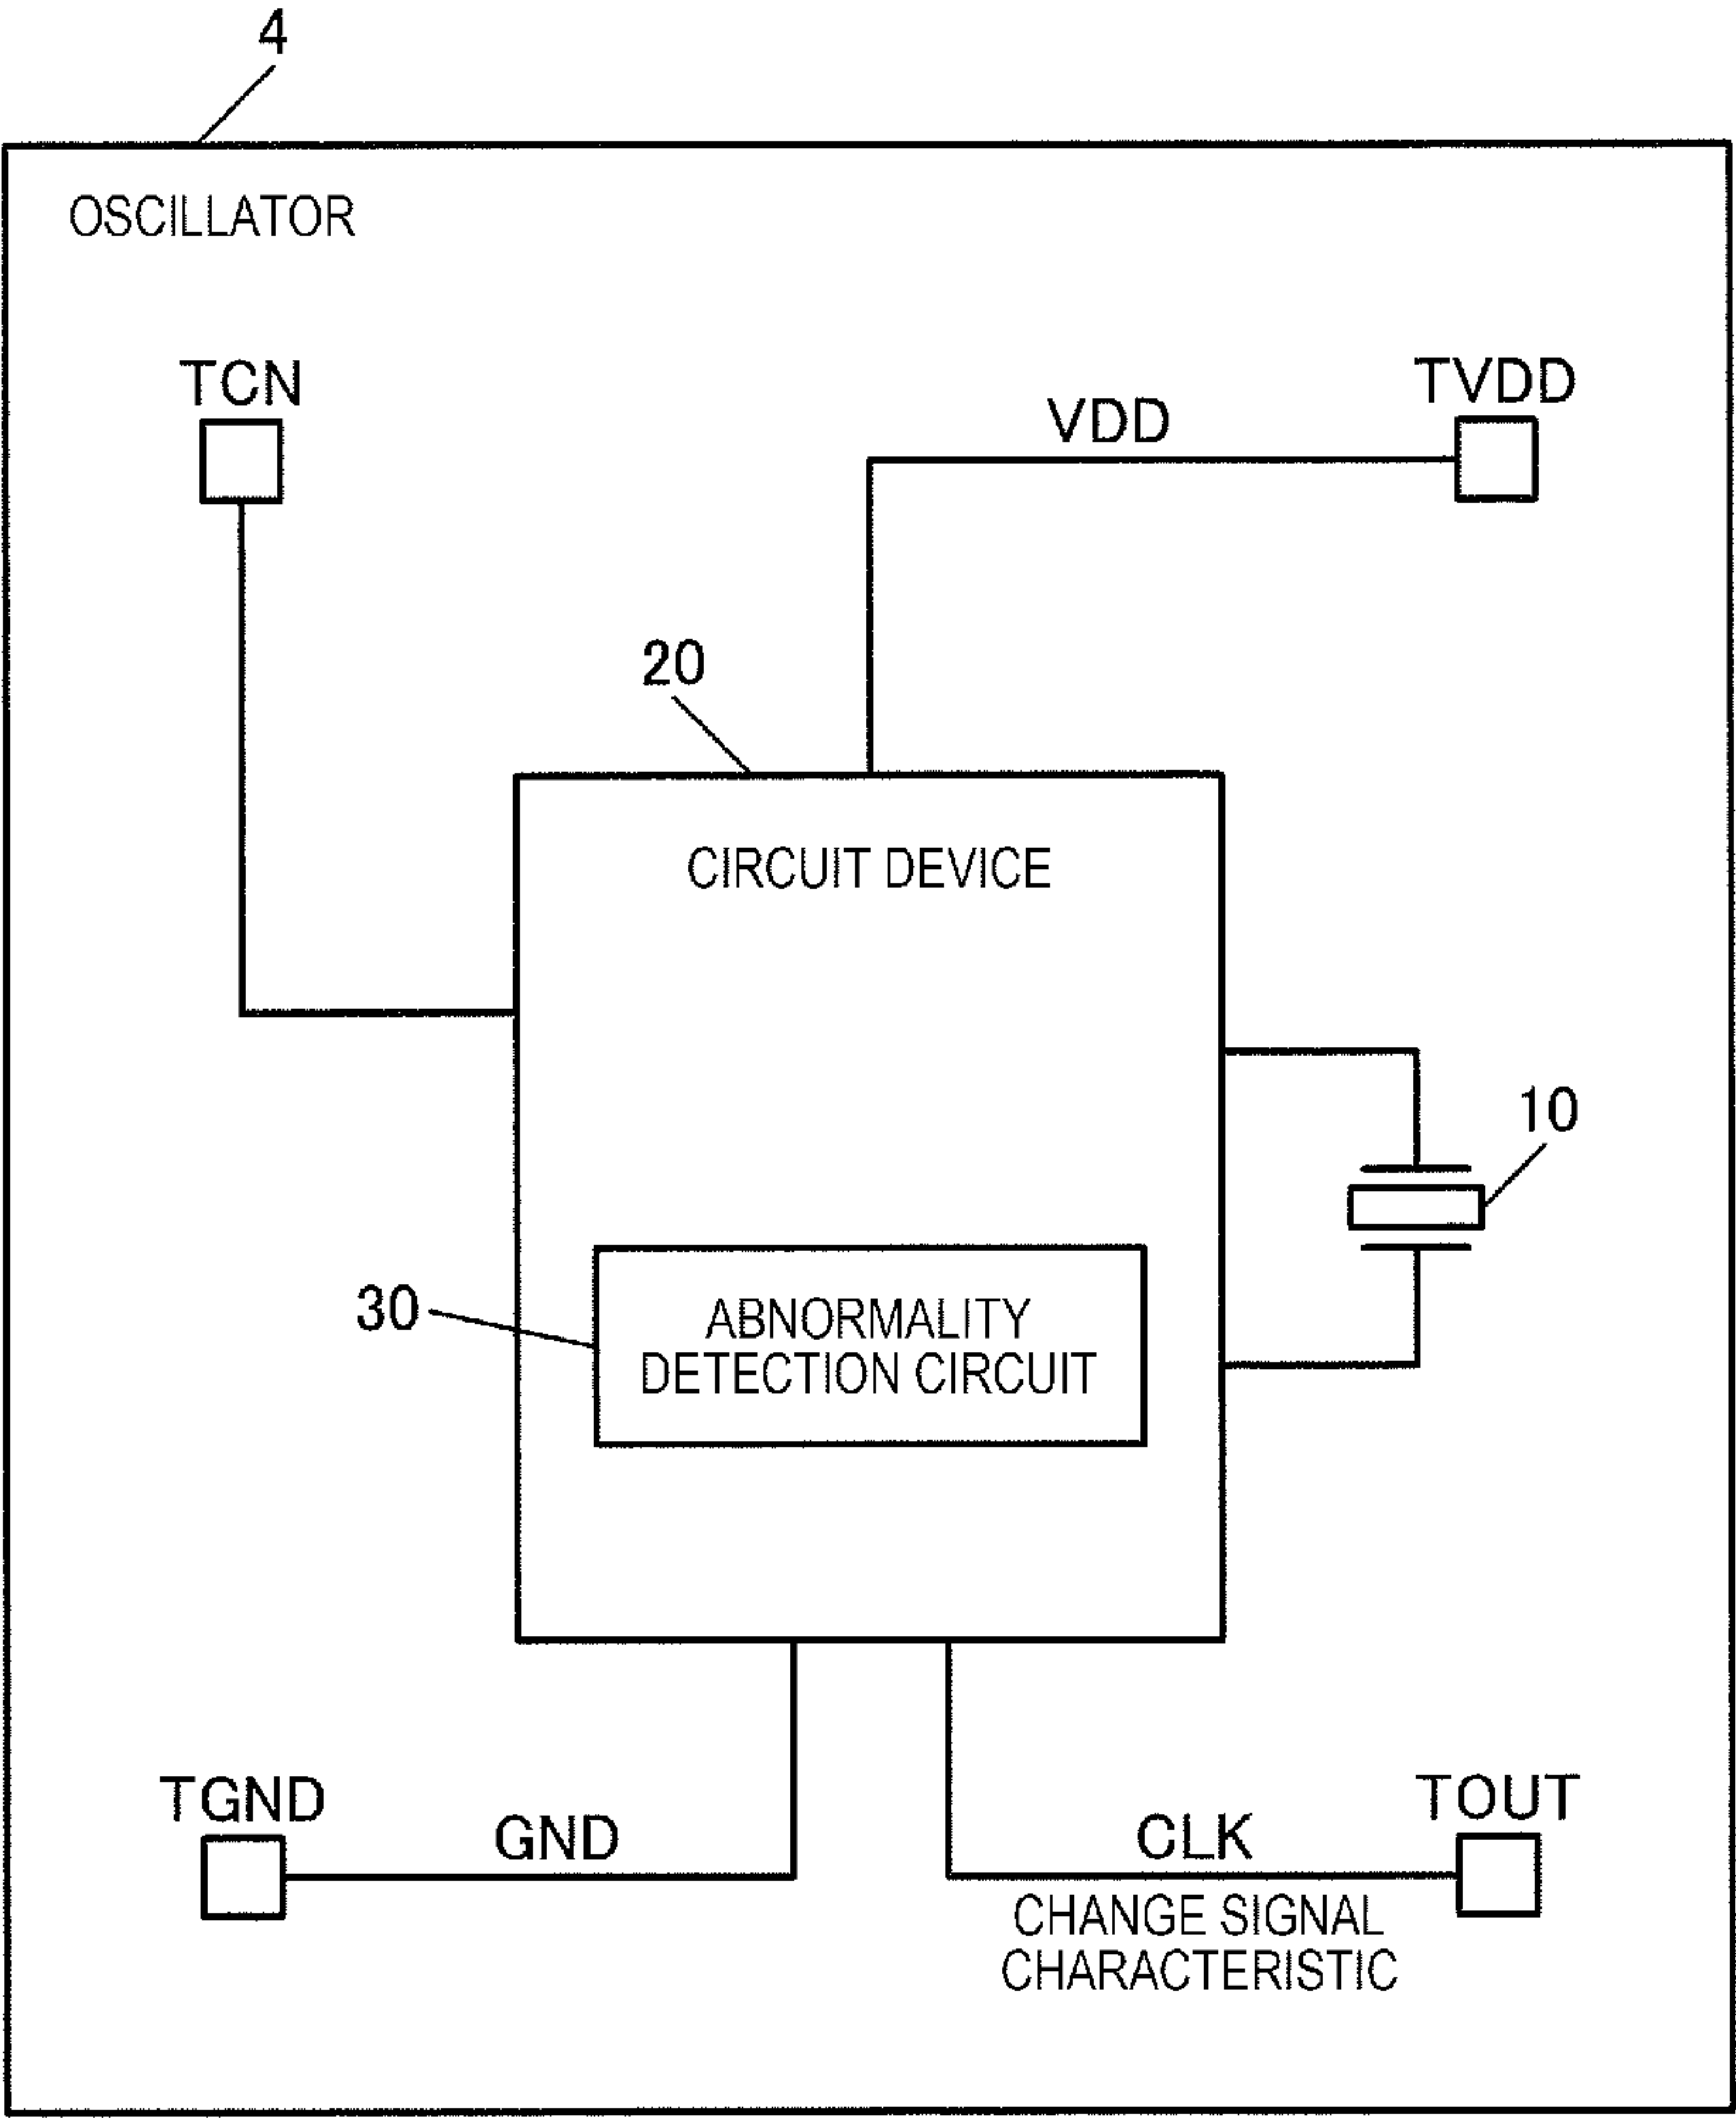 4
OSCILLATOR
TCN
TVDD
VDD
20
CIRCUIT DEVICE
10
30
ABNORMALITY
DETECTION CIRCUIT
TGND
GND
CLK
TOUT
CHANGE SIGNAL
CHARACTERISTIC